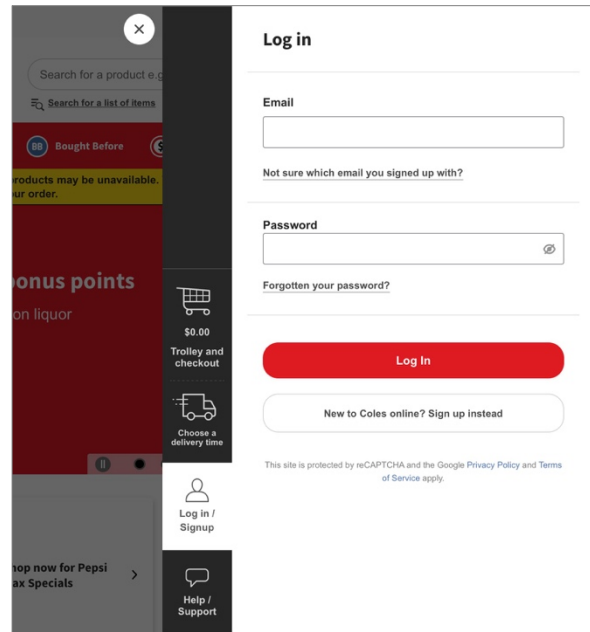 Search for a product e.g
Search for a list of items
BB Bought Before $
roducts may be unavailable.
ur order.
onus points
on liquor
hop now for Pepsi
ax Specials
$0.00
Trolley and
checkout
Choose a
delivery time
Log in /
Signup
Help /
Support
Log in
Email
Not sure which email you signed up with?
Password
Forgotten your password?
Log In
New to Coles online? Sign up instead
This site is protected by reCAPTCHA and the Google Privacy Policy and Terms
of Service apply.